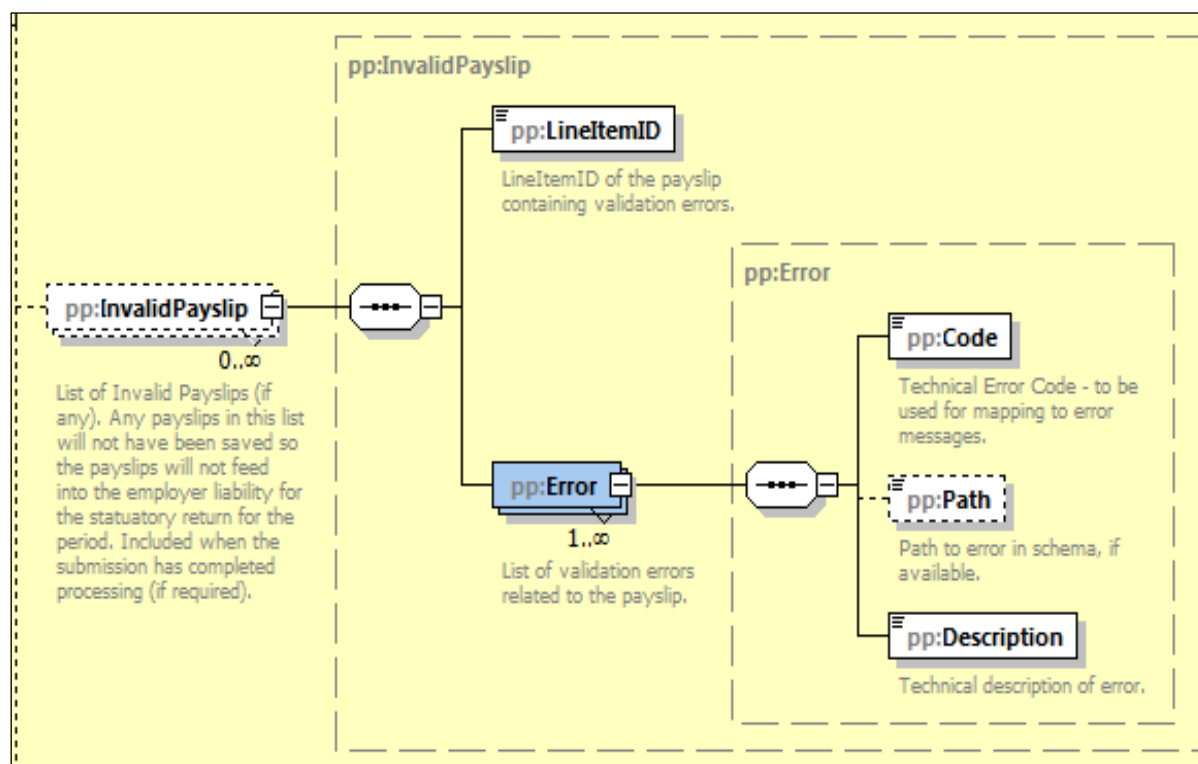 pp:InvalidPayslip
pp:LineItemID
LineItemID of the payslip
containing validation errors.
pp:InvalidPayslip
0..∞
List of Invalid Payslips (if
any). Any payslips in this list
will not have been saved so
the payslips will not feed
into the employer liability for
the statuatory return for the
period. Included when the
submission has completed
processing (if required).
pp:Error
1..∞
List of validation errors
related to the payslip.
pp:Error
pp:Code
Technical Error Code - to be
used for mapping to error
messages.
pp:Path
Path to error in schema, if
available.
pp:Description
Technical description of error.